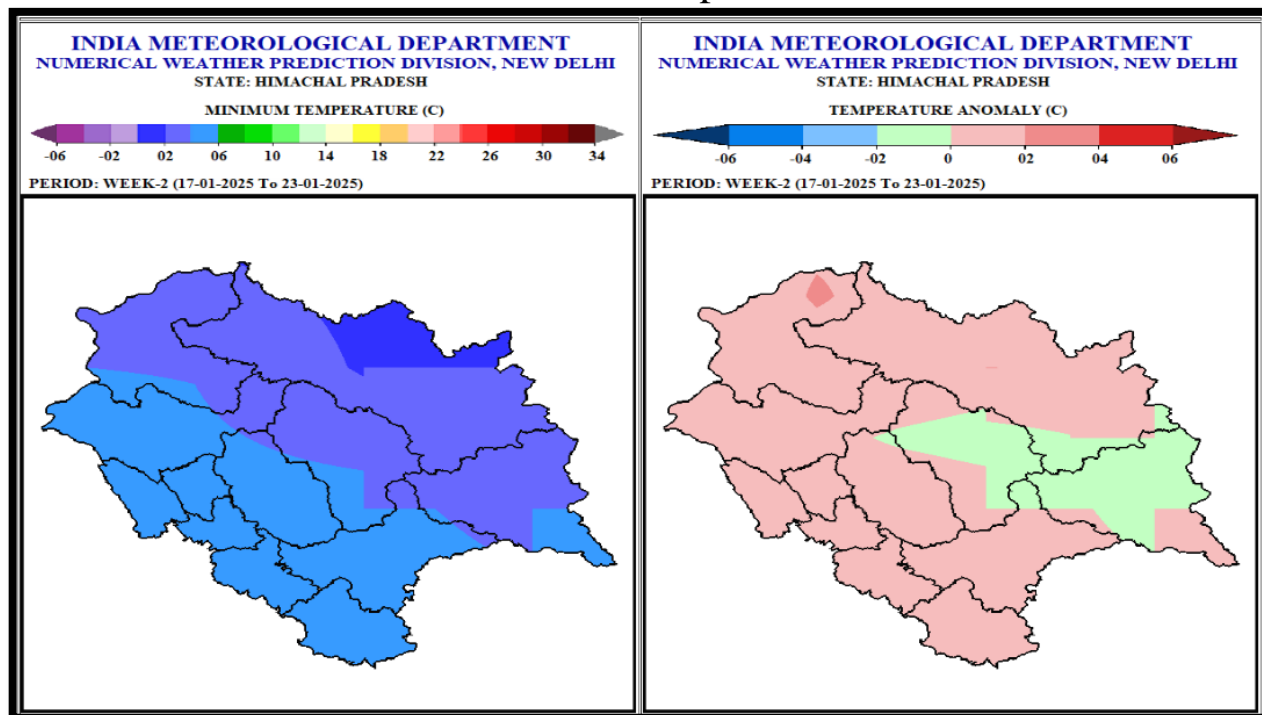 INDIA METEOROLOGICAL DEPARTMENT
NUMERICAL WEATHER PREDICTION DIVISION, NEW DELHI
STATE: HIMACHAL PRADESH
MINIMUM TEMPERATURE (C)
-06 -02 02 06 10 14 18 22 26 30 34
PERIOD: WEEK-2 (17-01-2025 To 23-01-2025)
INDIA METEOROLOGICAL DEPARTMENT
NUMERICAL WEATHER PREDICTION DIVISION, NEW DELHI
STATE: HIMACHAL PRADESH
TEMPERATURE ANOMALY (C)
-06 -04 -02 0 02 04 06
PERIOD: WEEK-2 (17-01-2025 To 23-01-2025)